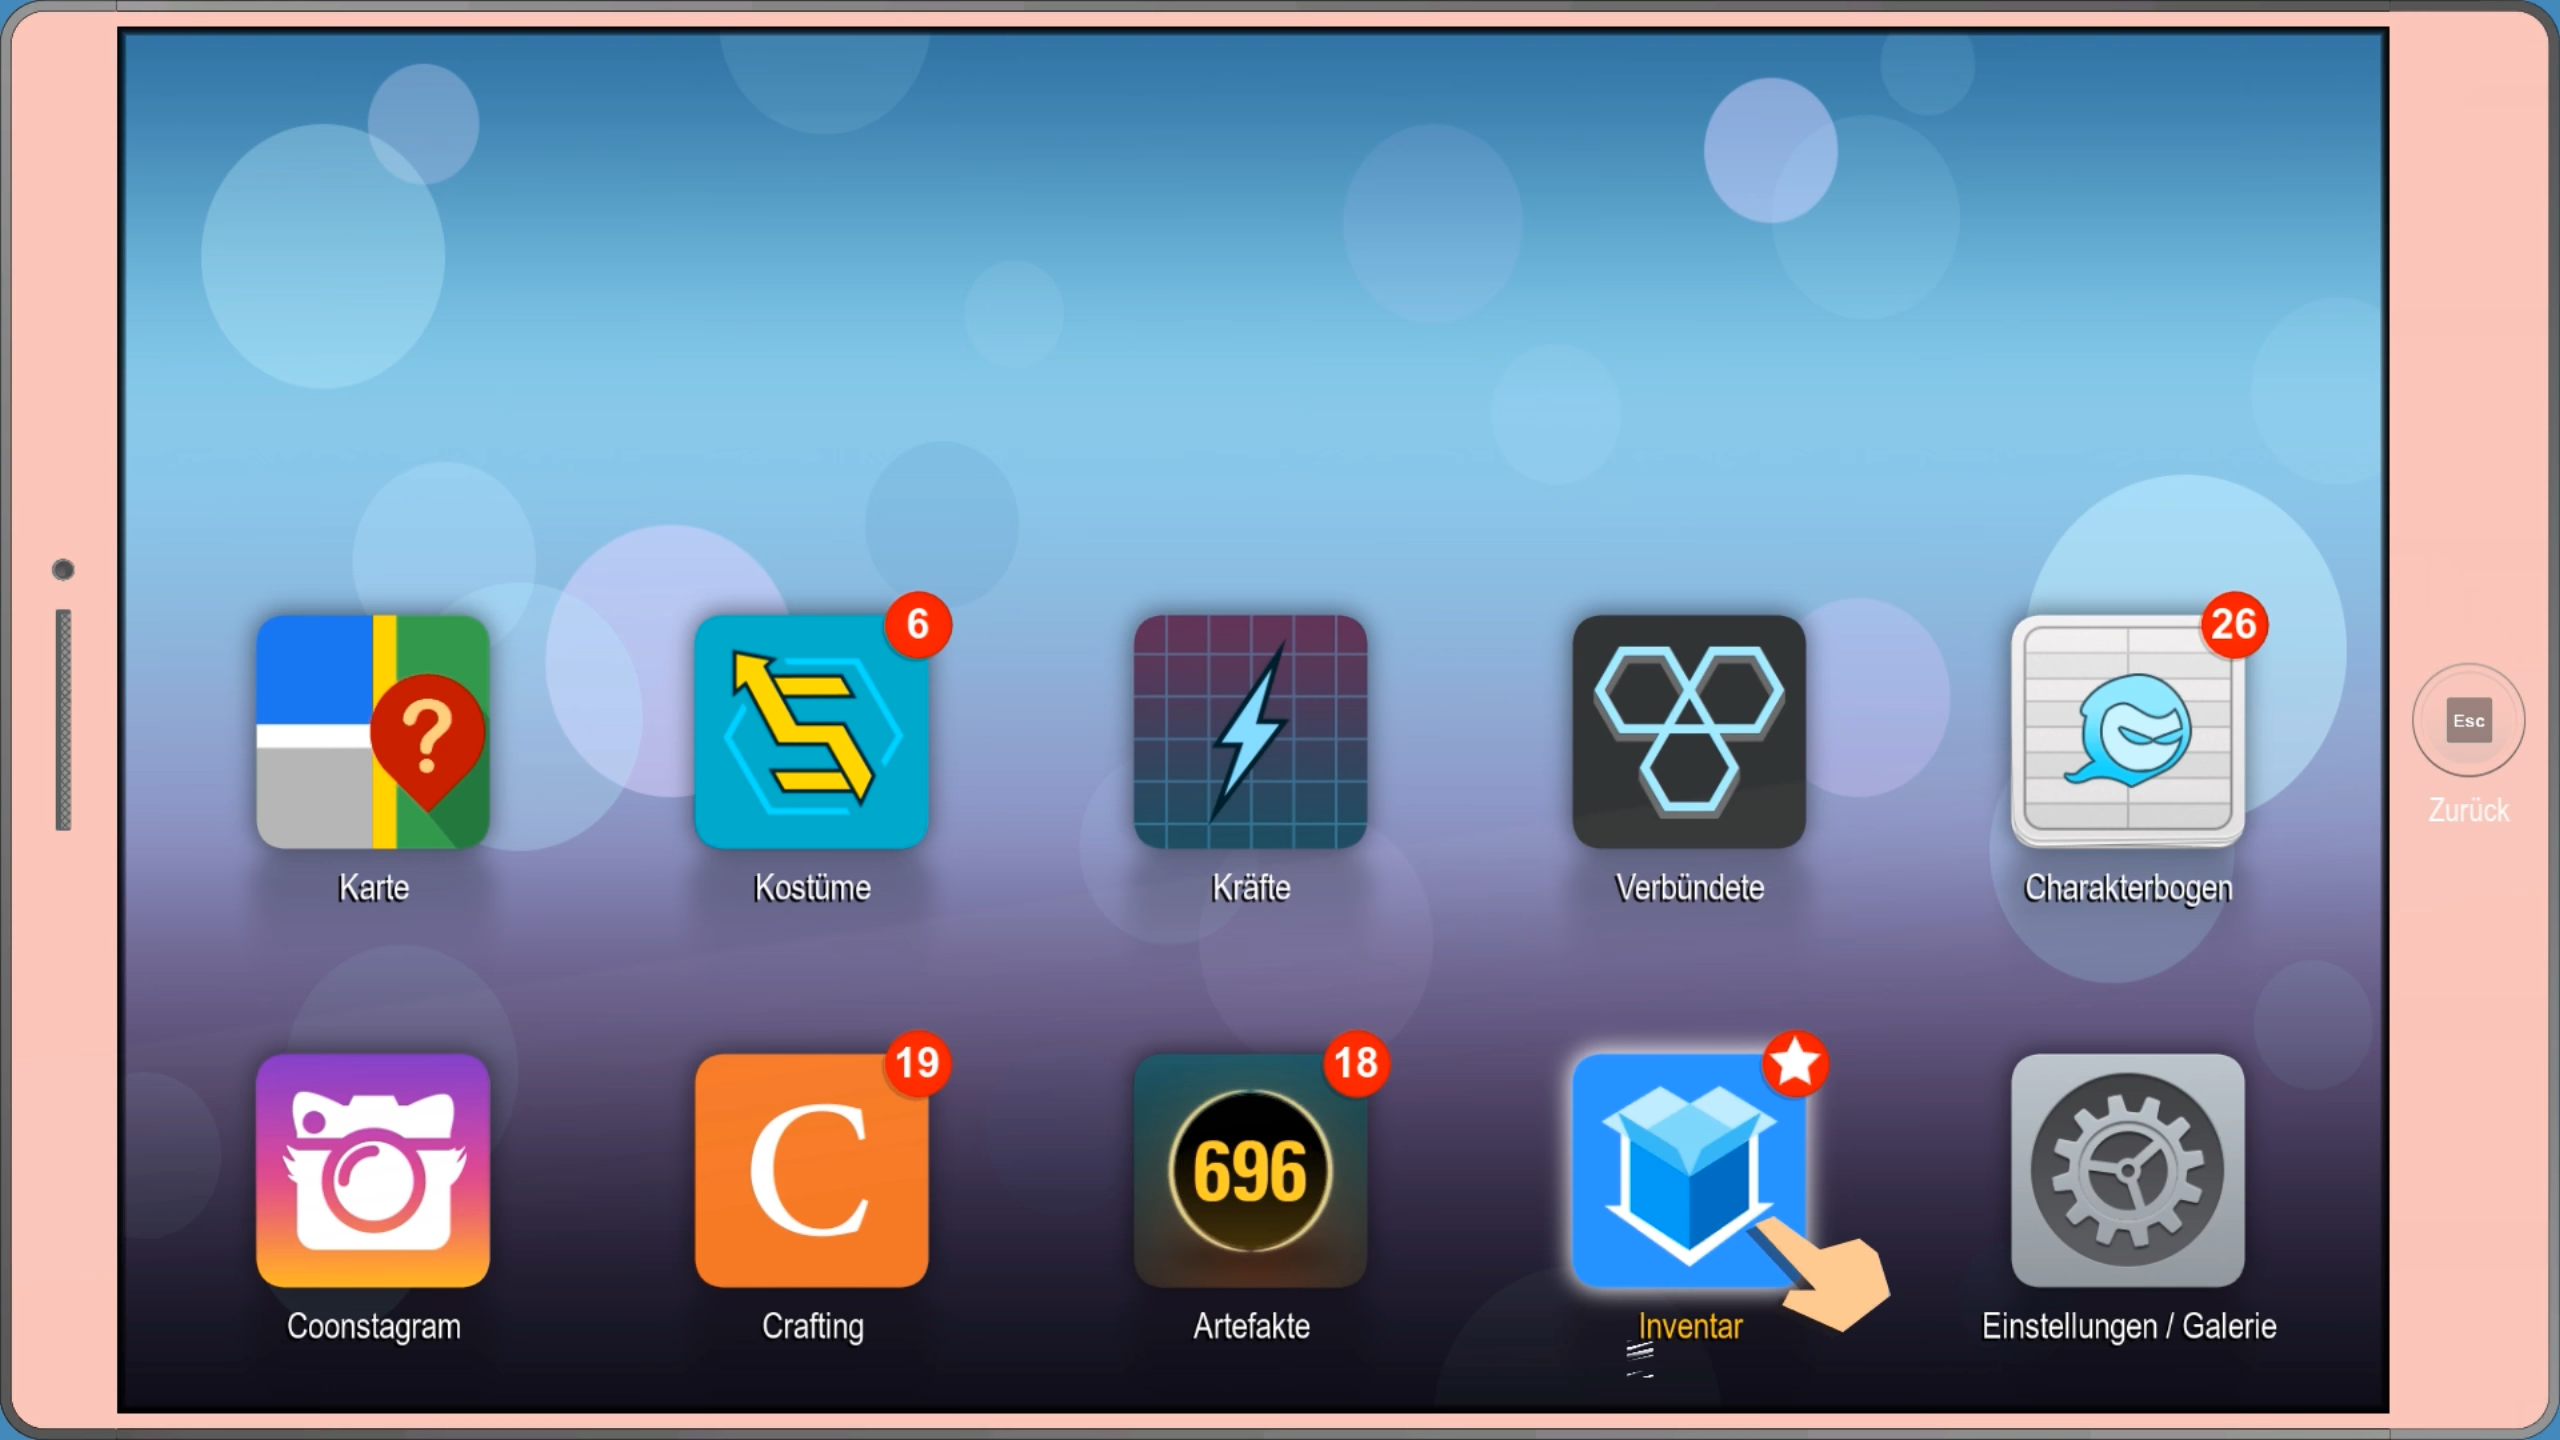 6
26
?
Esc
Zurück
Karte
Kostüme
Kräfte
Verbündete
Charakterbogen
19
18
C
696
Coonstagram
Crafting
Artefakte
Inventar
Einstellungen / Galerie